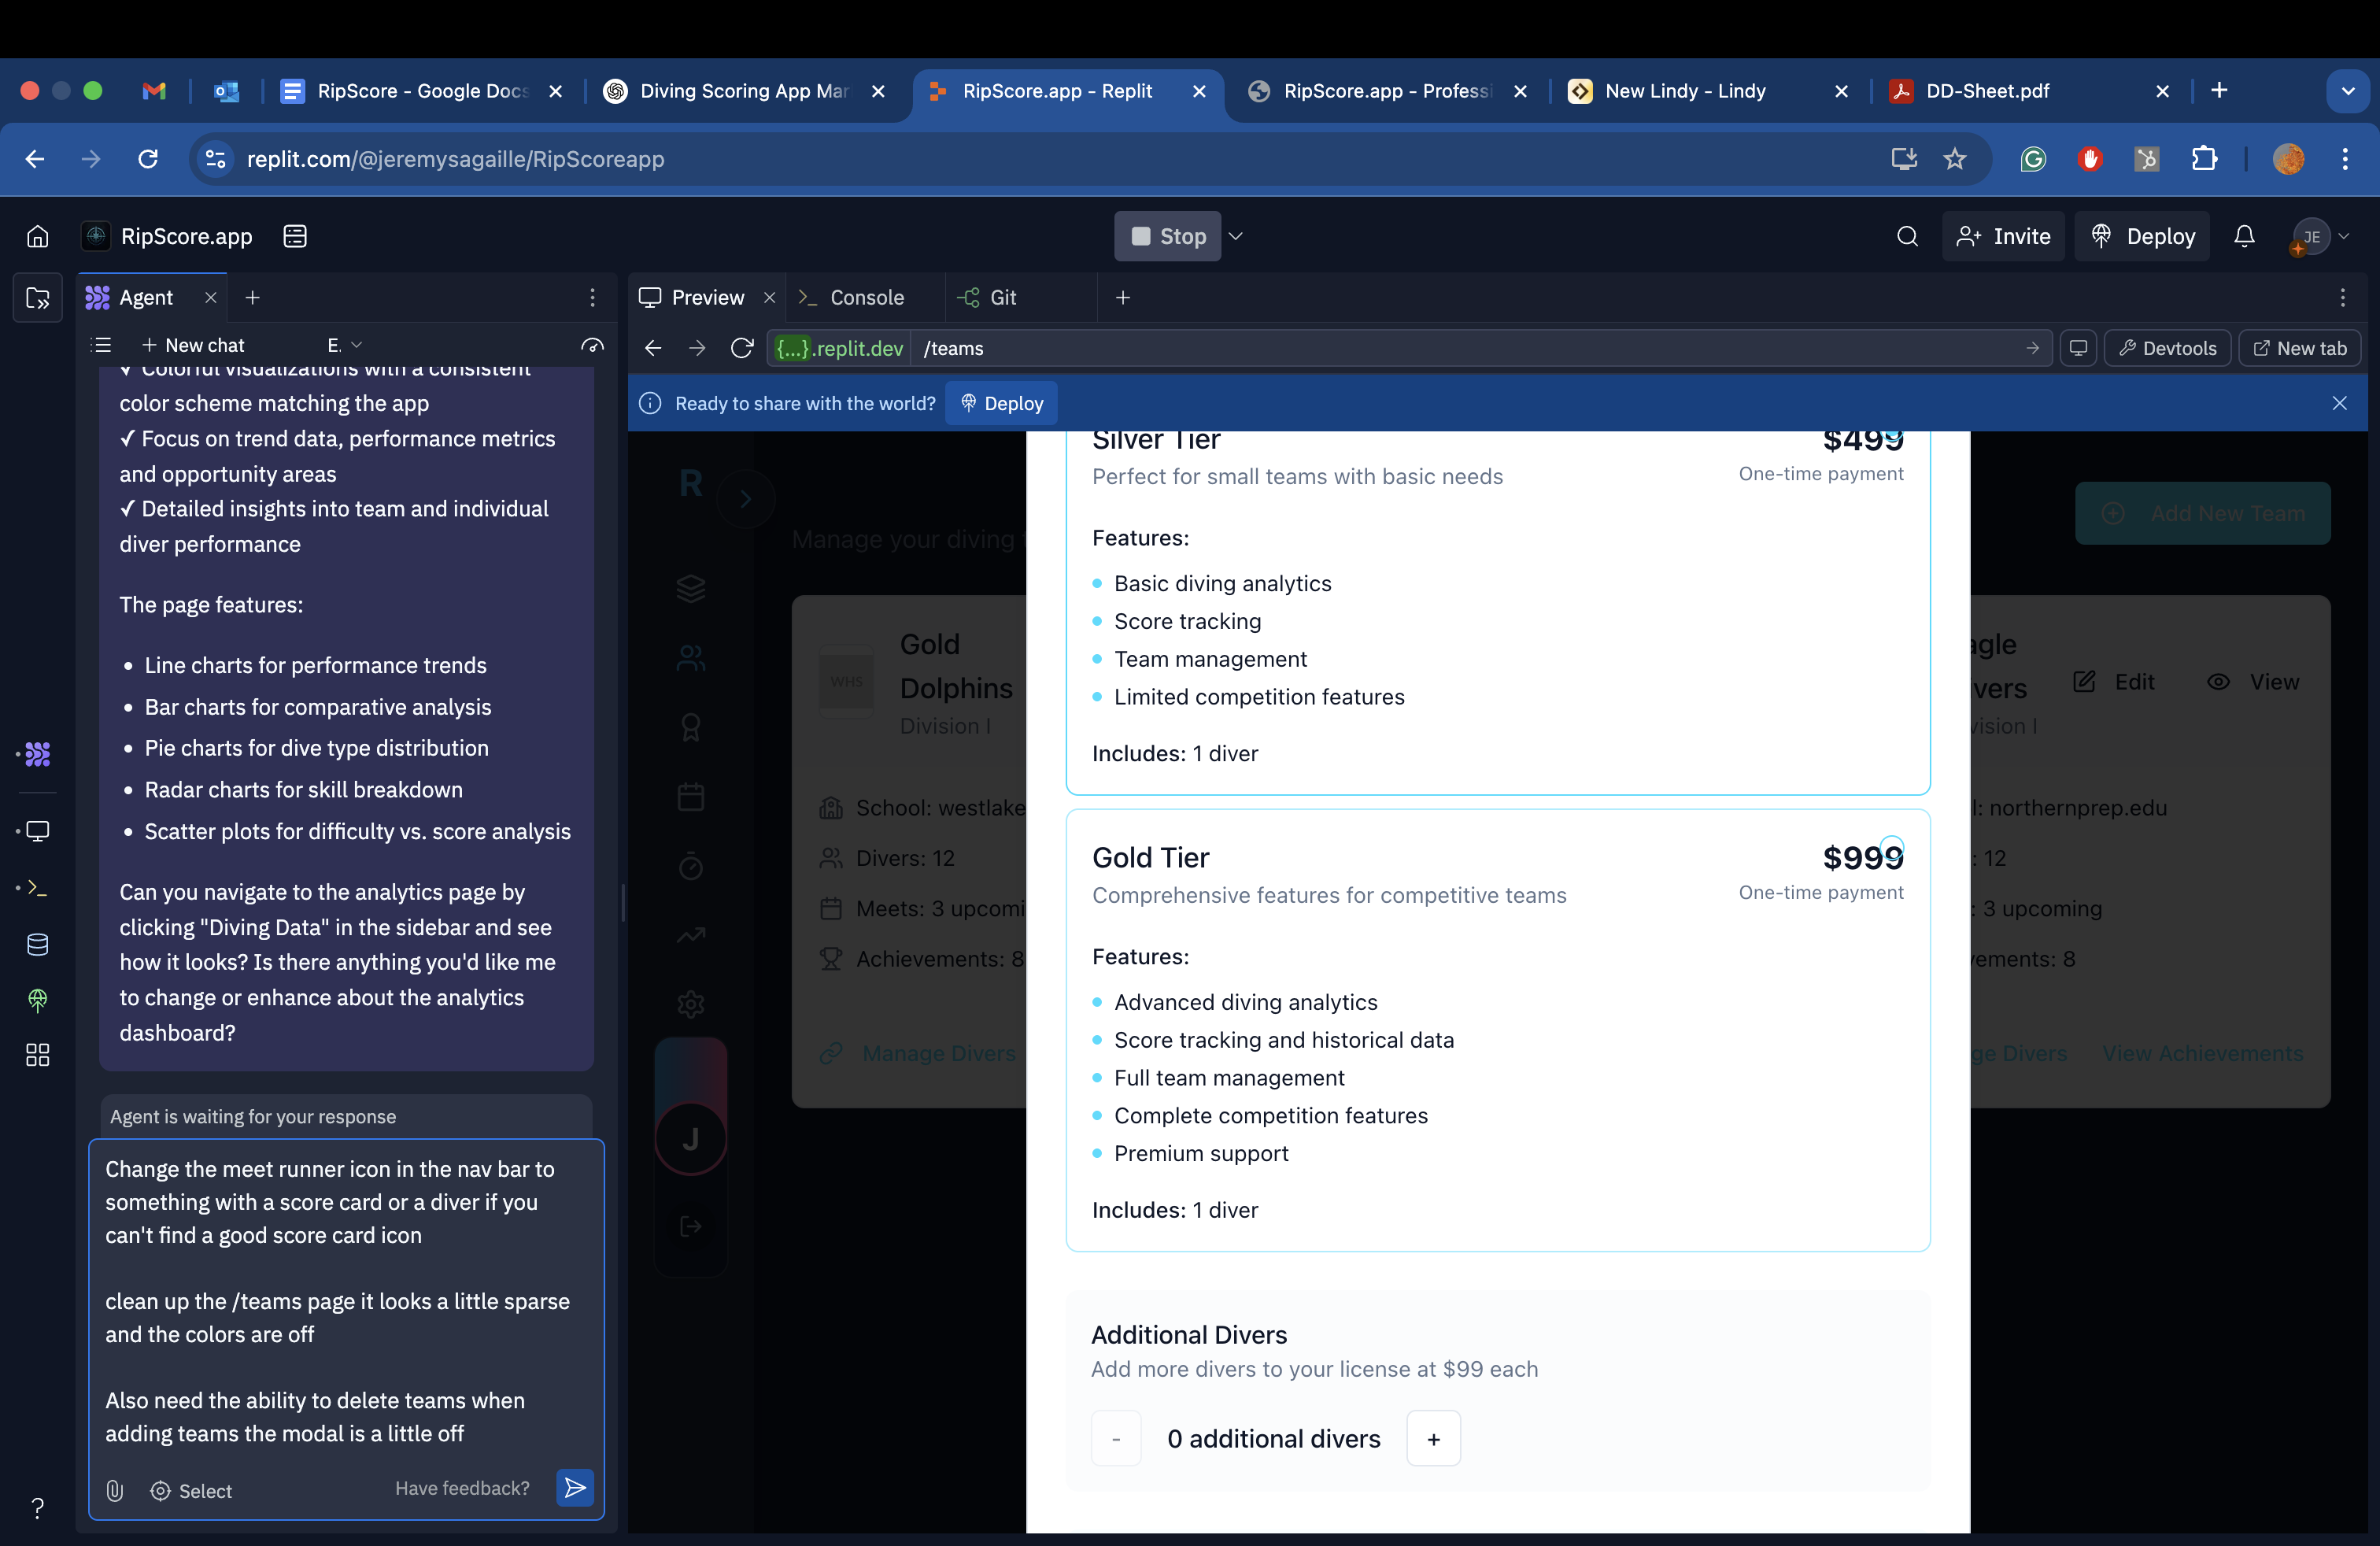 RipScore - Google Docs
Diving Scoring App Mar
RipScore.app - Replit
RipScore.app - Professi
New Lindy - Lindy
DD-Sheet.pdf
replit.com/@jeremysagaille/RipScoreapp
RipScore.app
Stop
Invite
Deploy
JE
Agent
Preview
Console
Git
New chat
E.
{...}.replit.dev
/teams
Devtools
New tab
Ready to share with the world?
Deploy
✓ Colorful visualizations with a consistent
color scheme matching the app
✓ Focus on trend data, performance metrics
and opportunity areas
✓ Detailed insights into team and individual
diver performance
The page features:
• Line charts for performance trends
• Bar charts for comparative analysis
• Pie charts for dive type distribution
• Radar charts for skill breakdown
• Scatter plots for difficulty vs. score analysis
Can you navigate to the analytics page by
clicking "Diving Data" in the sidebar and see
how it looks? Is there anything you'd like me
to change or enhance about the analytics
dashboard?
Agent is waiting for your response
Change the meet runner icon in the nav bar to
something with a score card or a diver if you
can't find a good score card icon
clean up the /teams page it looks a little sparse
and the colors are off
Also need the ability to delete teams when
adding teams the modal is a little off
Select
Have feedback?
?
R
J
Manage your diving
Add New Team
WHS
Gold
Dolphins
Division I
School: westlake
Divers: 12
Meets: 3 upcomi
Achievements: 8
Manage Divers
Silver Tier
$499
Perfect for small teams with basic needs
One-time payment
Features:
• Basic diving analytics
• Score tracking
• Team management
• Limited competition features
Includes: 1 diver
Gold Tier
$999
Comprehensive features for competitive teams
One-time payment
Features:
• Advanced diving analytics
• Score tracking and historical data
• Full team management
• Complete competition features
• Premium support
Includes: 1 diver
Additional Divers
Add more divers to your license at $99 each
-
0 additional divers
+
agle
vers
vision I
Edit
View
l: northernprep.edu
: 12
: 3 upcoming
vements: 8
ge Divers
View Achievements